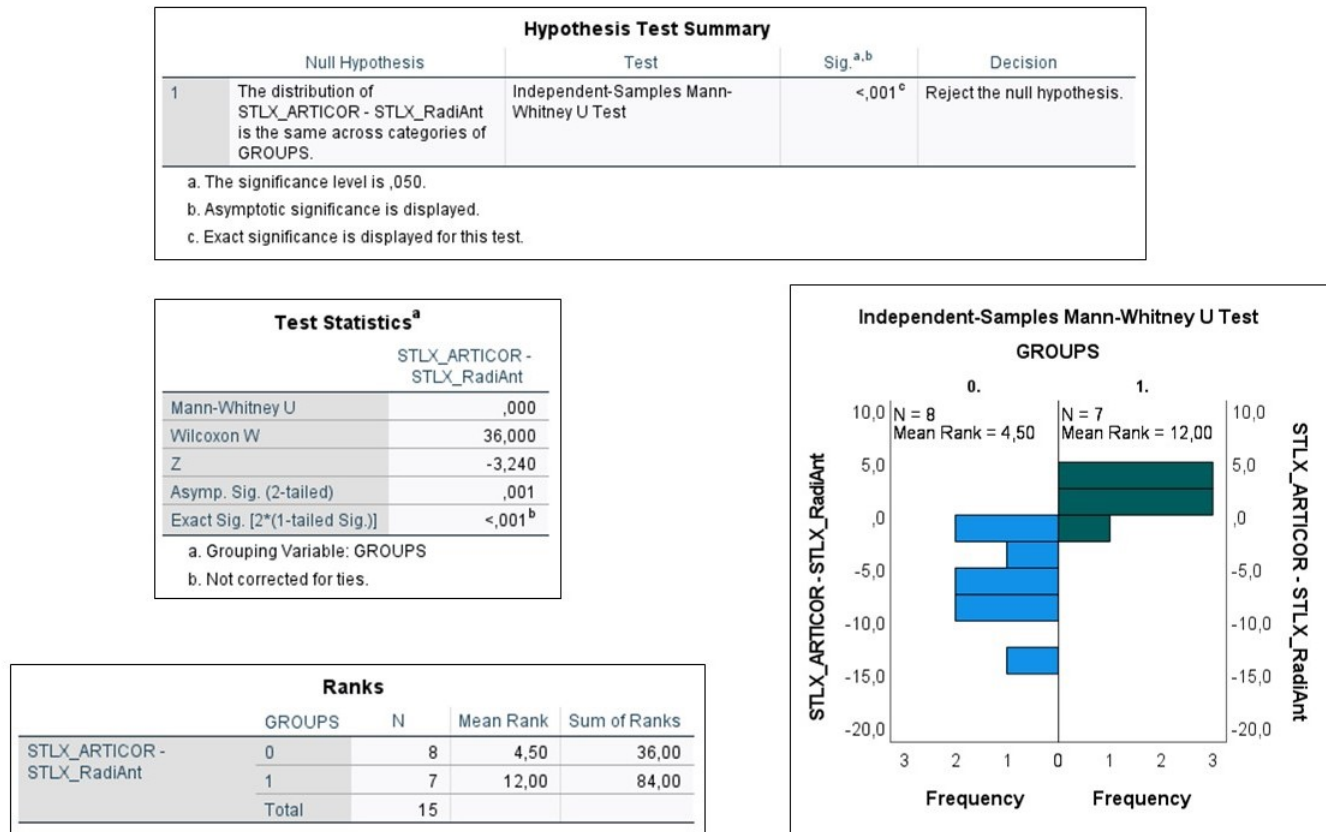 Hypothesis Test Summary
Null Hypothesis Test Sig.a,b Decision
1 The distribution of STLX_ARTICOR - STLX_RadiAnt is the same across categories of GROUPS. Independent-Samples Mann-Whitney U Test <,001c Reject the null hypothesis.
a. The significance level is ,050.
b. Asymptotic significance is displayed.
c. Exact significance is displayed for this test.
Test Statisticsa
STLX_ARTICOR -
STLX_RadiAnt
Mann-Whitney U ,000
Wilcoxon W 36,000
Z -3,240
Asymp. Sig. (2-tailed) ,001
Exact Sig. [2*(1-tailed Sig.)] <,001b
a. Grouping Variable: GROUPS
b. Not corrected for ties.
Independent-Samples Mann-Whitney U Test
GROUPS
0. 1.
N = 8
Mean Rank = 4,50
N = 7
Mean Rank = 12,00
STLX_ARTICOR - STLX_RadiAnt
10,0 10,0
5,0 5,0
,0 ,0
-5,0 -5,0
-10,0 -10,0
-15,0 -15,0
-20,0 -20,0
STLX_ARTICOR - STLX_RadiAnt
3 2 1 0 1 2 3
Frequency Frequency
Ranks
GROUPS N Mean Rank Sum of Ranks
STLX_ARTICOR -
STLX_RadiAnt
0 8 4,50 36,00
1 7 12,00 84,00
Total 15